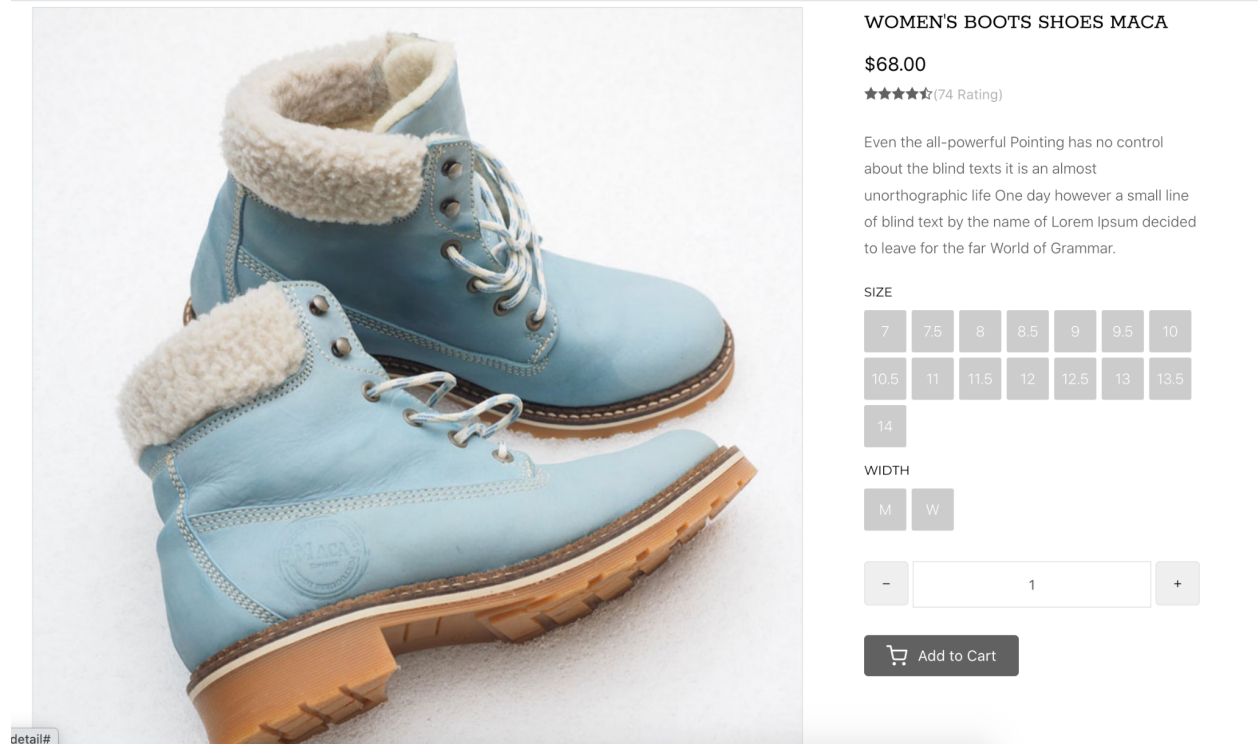 WOMEN'S BOOTS SHOES MACA
$68.00
(74 Rating)
Even the all-powerful Pointing has no control
about the blind texts it is an almost
unorthographic life One day however a small line
of blind text by the name of Lorem Ipsum decided
to leave for the far World of Grammar.
SIZE
7 7.5 8 8.5 9 9.5 10
10.5 11 11.5 12 12.5 13 13.5
14
WIDTH
M W
− 1 +
Add to Cart
MACA
detail#